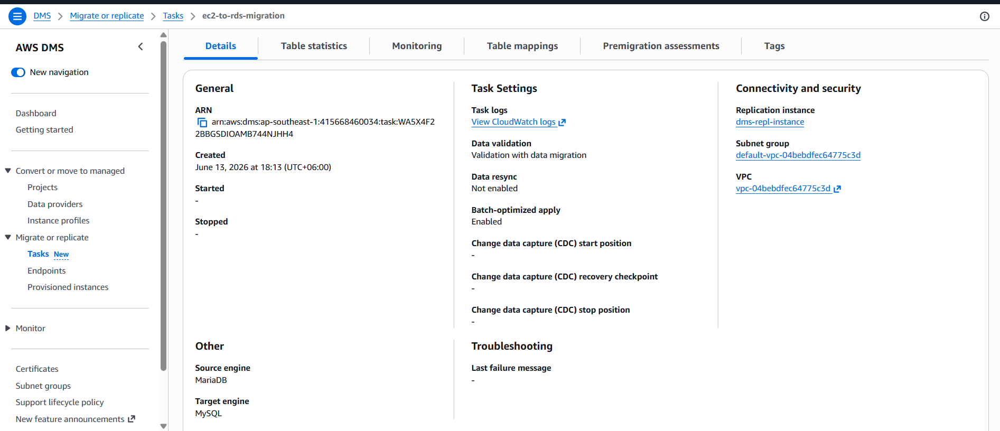 DMS > Migrate or replicate > Tasks > ec2-to-rds-migration
AWS DMS
New navigation
Dashboard
Getting started
Convert or move to managed
Projects
Data providers
Instance profiles
Migrate or replicate
Tasks New
Endpoints
Provisioned instances
Monitor
Certificates
Subnet groups
Support lifecycle policy
New feature announcements
Details
Table statistics
Monitoring
Table mappings
Premigration assessments
Tags
General
ARN
arn:aws:dms:ap-southeast-1:415668460034:task:WA5X4F2
2BBGSDIOAMB744NJHH4
Created
June 13, 2026 at 18:13 (UTC+06:00)
Started
-
Stopped
-
Task Settings
Task logs
View CloudWatch logs
Data validation
Validation with data migration
Data resync
Not enabled
Batch-optimized apply
Enabled
Change data capture (CDC) start position
-
Change data capture (CDC) recovery checkpoint
-
Change data capture (CDC) stop position
-
Connectivity and security
Replication instance
dms-repl-instance
Subnet group
default-vpc-04bebdfec64775c3d
VPC
vpc-04bebdfec64775c3d
Other
Source engine
MariaDB
Target engine
MySQL
Troubleshooting
Last failure message
-